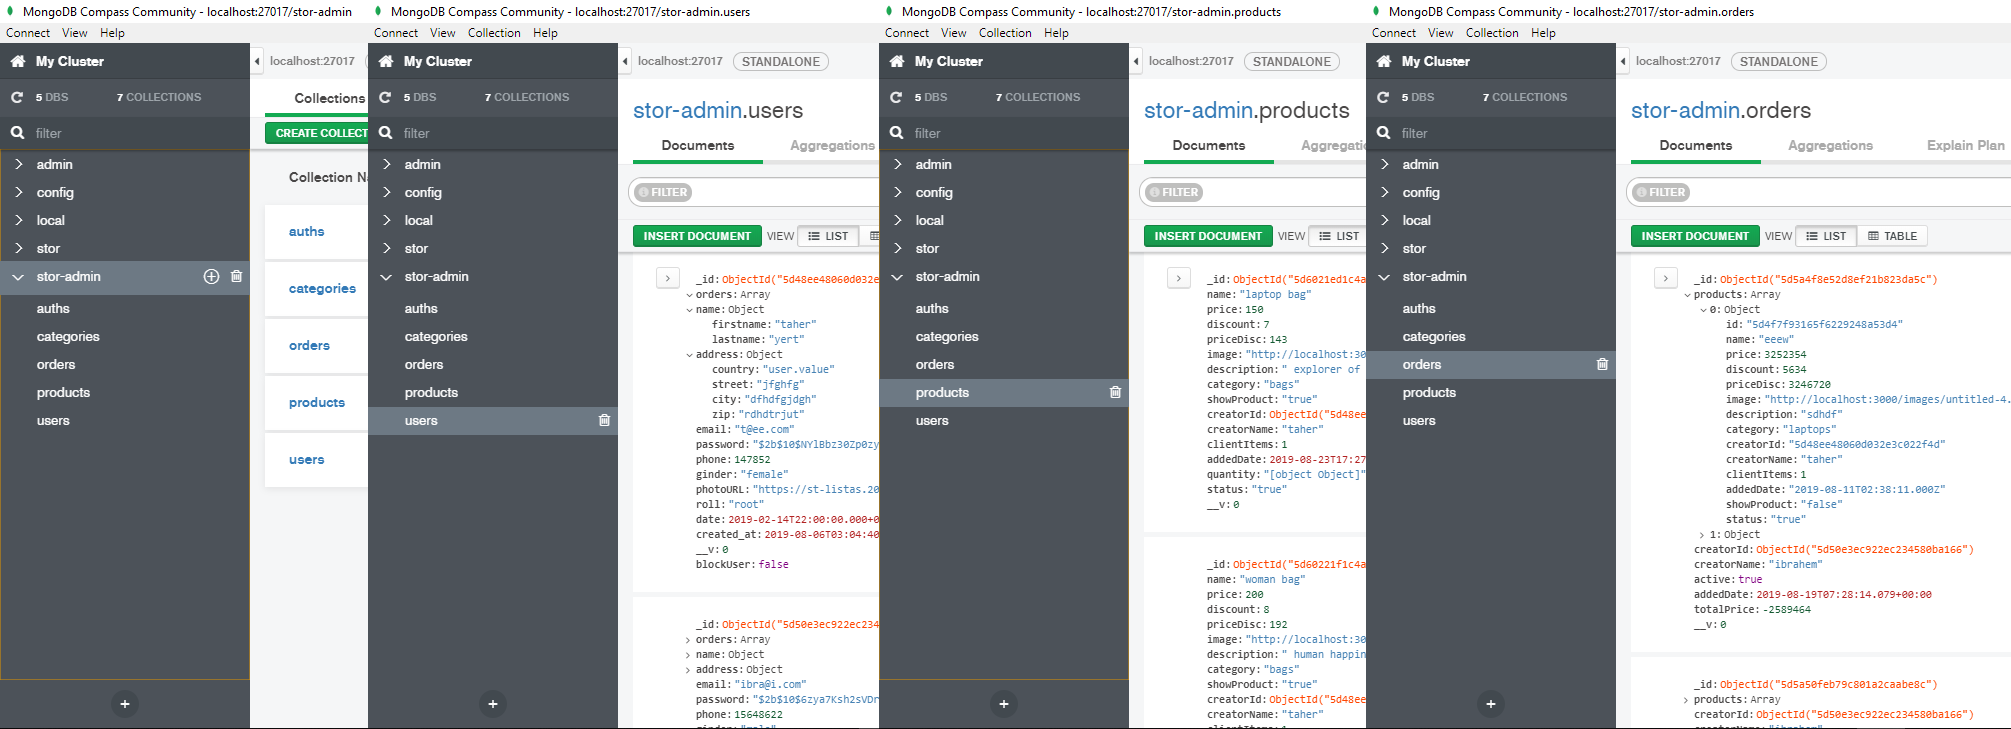 MongoDB Compass Community - localhost:27017/stor-admin
Connect View Help
My Cluster
5 DBS 7 COLLECTIONS
filter
admin
config
local
stor
stor-admin
auths
categories
orders
products
users
localhost:27017
Collections
CREATE COLLECT
Collection Na
auths
categories
orders
products
users
MongoDB Compass Community - localhost:27017/stor-admin.users
Connect View Collection Help
My Cluster
5 DBS 7 COLLECTIONS
filter
admin
config
local
stor
stor-admin
auths
categories
orders
products
users
localhost:27017 STANDALONE
stor-admin.users
Documents Aggregations
FILTER
INSERT DOCUMENT VIEW LIST
_id: ObjectId("5d48ee48060d032e
orders: Array
name: Object
firstname: "taher"
lastname: "yert"
address: Object
country: "user.value"
street: "jfghfg"
city: "dfhdfgjdgh"
zip: "rdhdtrjut"
email: "t@ee.com"
password: "$2b$10$NYlBbz30Zp0zy
phone: 147852
ginder: "female"
photoURL: "https://st-listas.20
roll: "root"
date: 2019-02-14T22:00:00.000+0
created_at: 2019-08-06T03:04:40
__v: 0
blockUser: false
_id: ObjectId("5d50e3ec922ec234
orders: Array
name: Object
address: Object
email: "ibra@i.com"
password: "$2b$10$6zya7Ksh2sVDr
phone: 15648622
MongoDB Compass Community - localhost:27017/stor-admin.products
Connect View Collection Help
My Cluster
5 DBS 7 COLLECTIONS
filter
admin
config
local
stor
stor-admin
auths
categories
orders
products
users
localhost:27017 STANDALONE
stor-admin.products
Documents Aggregatio
FILTER
INSERT DOCUMENT VIEW LIST
_id: ObjectId("5d6021ed1c4a
name: "laptop bag"
price: 150
discount: 7
priceDisc: 143
image: "http://localhost:30
description: " explorer of
category: "bags"
showProduct: "true"
creatorId: ObjectId("5d48ee
creatorName: "taher"
clientItems: 1
addedDate: 2019-08-23T17:27
quantity: "[object Object]"
status: "true"
__v: 0
_id: ObjectId("5d60221f1c4a
name: "woman bag"
price: 200
discount: 8
priceDisc: 192
image: "http://localhost:30
description: " human happin
category: "bags"
showProduct: "true"
creatorId: ObjectId("5d48ee
creatorName: "taher"
clientItems: 1
MongoDB Compass Community - localhost:27017/stor-admin.orders
Connect View Collection Help
My Cluster
5 DBS 7 COLLECTIONS
filter
admin
config
local
stor
stor-admin
auths
categories
orders
products
users
localhost:27017 STANDALONE
stor-admin.orders
Documents Aggregations Explain Plan
FILTER
INSERT DOCUMENT VIEW LIST TABLE
_id: ObjectId("5d5a4f8e52d8ef21b823da5c")
products: Array
0: Object
id: "5d4f7f93165f6229248a53d4"
name: "eeew"
price: 3252354
discount: 5634
priceDisc: 3246720
image: "http://localhost:3000/images/untitled-4.
description: "sdhdf"
category: "laptops"
creatorId: "5d48ee48060d032e3c022f4d"
creatorName: "taher"
clientItems: 1
addedDate: "2019-08-11T02:38:11.000Z"
showProduct: "false"
status: "true"
1: Object
creatorId: ObjectId("5d50e3ec922ec234580ba166")
creatorName: "ibrahem"
active: true
addedDate: 2019-08-19T07:28:14.079+00:00
totalPrice: -2589464
__v: 0
_id: ObjectId("5d5a50feb79c801a2caabe8c")
products: Array
creatorId: ObjectId("5d50e3ec922ec234580ba166")